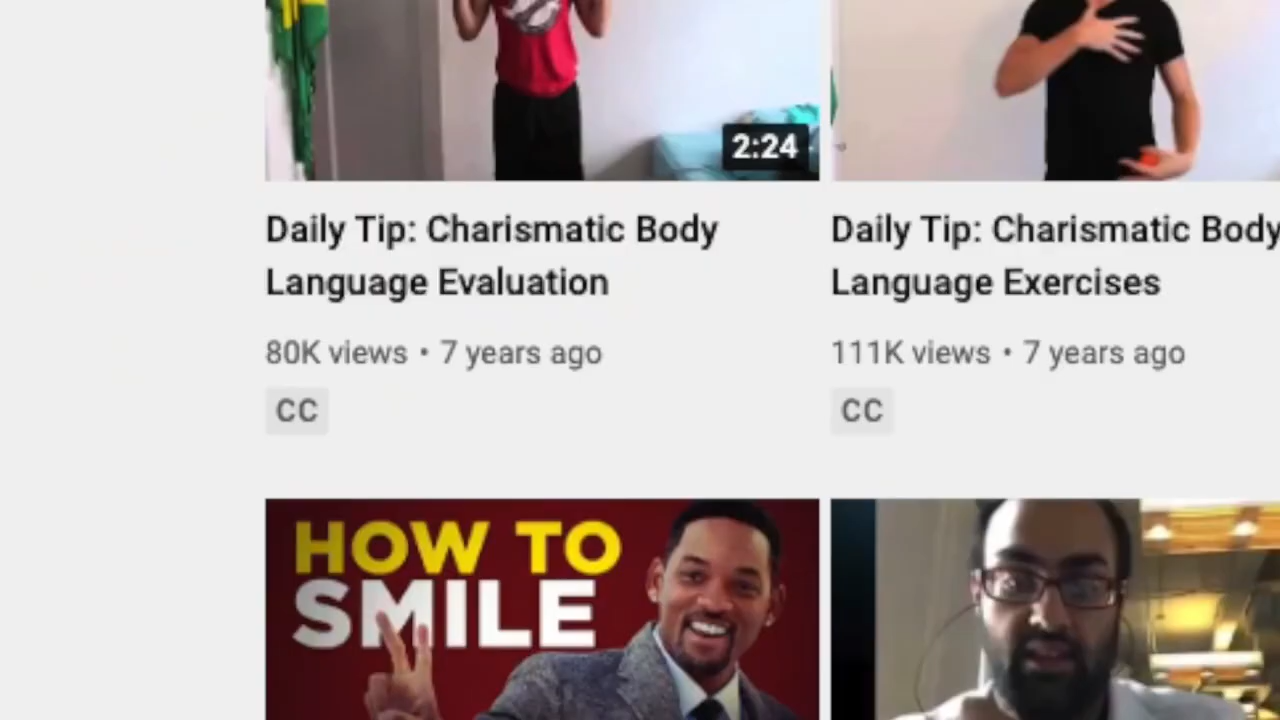 2:24
Daily Tip: Charismatic Body
Language Evaluation
80K views • 7 years ago
CC
Daily Tip: Charismatic Body
Language Exercises
111K views • 7 years ago
CC
HOW TO
SMILE